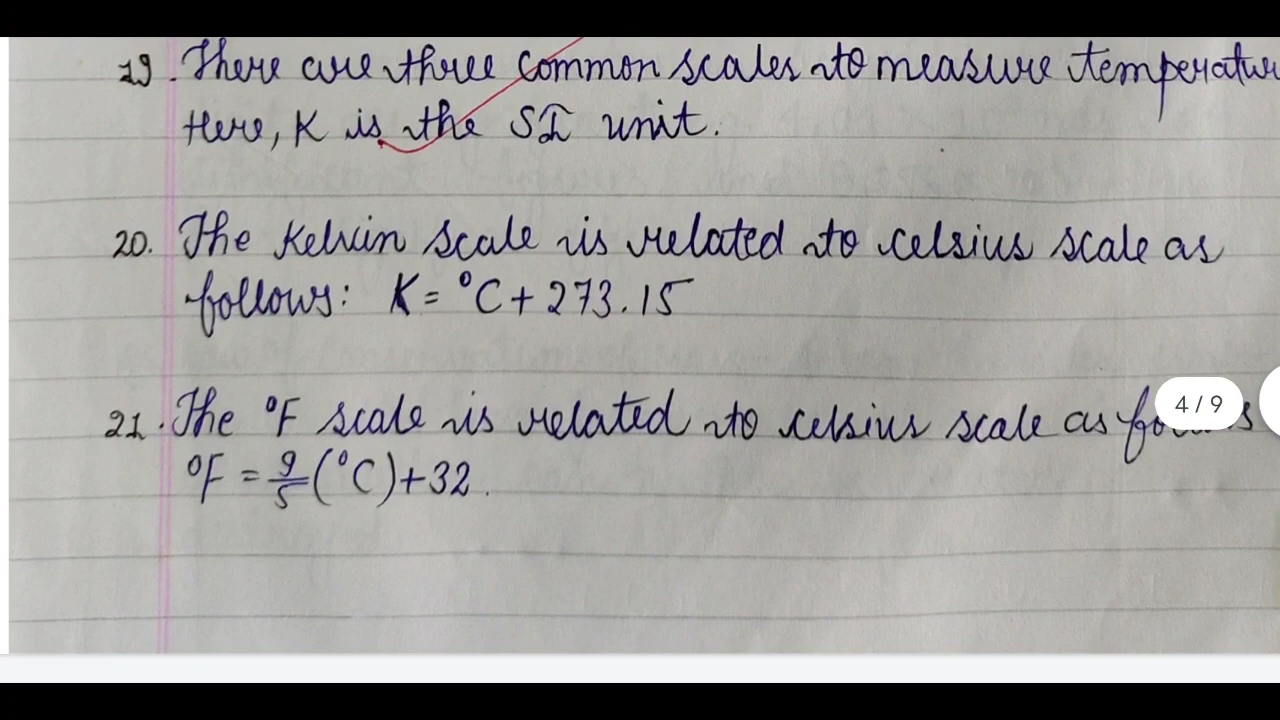 19. There are three common scales to measure
Here, K is the SI unit.
20. The Kelvin scale is related to celsius scale as
follows: K = °C + 273.15
21. The °F scale is related to celsius scale as
4 / 9
°F = 9/5 (°C) + 32.